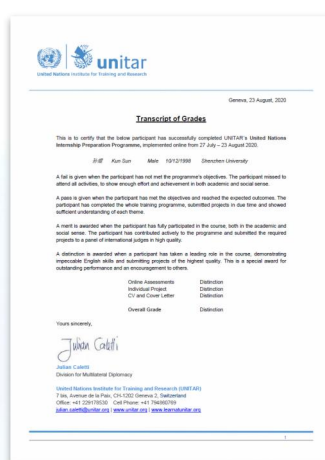 unitar
United Nations Institute for Training and Research
Geneva, 23 August, 2020
Transcript of Grades
This is to certify that the below participant has successfully completed UNITAR's United Nations
Internship Preparation Programme, implemented online from 27 July – 23 August 2020.
Kun Sun Male 10/12/1998 Shenzhen University
A fail is given when the participant has not met the programme's objectives. The participant missed to
attend all activities, to show enough effort and achievement in both academic and social sense.
A pass is given when the participant has met the objectives and reached the expected outcomes. The
participant has completed the whole training programme, submitted projects in due time and showed
sufficient understanding of each theme.
A merit is awarded when the participant has fully participated in the course, both in the academic and
social sense. The participant has contributed actively to the programme and submitted the required
projects to a panel of international judges in high quality.
A distinction is awarded when a participant has taken a leading role in the course, demonstrating
impeccable English skills and submitting projects of the highest quality. This is a special award for
outstanding performance and an encouragement to others.
Online Assessments Distinction
Individual Project Distinction
CV and Cover Letter Distinction
Overall Grade Distinction
Yours sincerely,
Julian Caletti
Julian Caletti
Division for Multilateral Diplomacy
United Nations Institute for Training and Research (UNITAR)
7 bis, Avenue de la Paix, CH-1202 Geneva 2, Switzerland
Office: +41 229178530 Cell Phone: +41 794960769
julian.caletti@unitar.org | www.unitar.org | www.learnatunitar.org
1